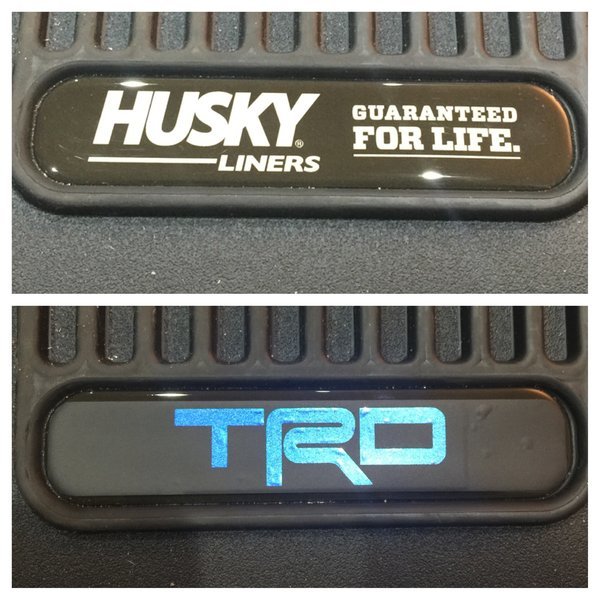 HUSKY®
LINERS
GUARANTEED
FOR LIFE.
TRD